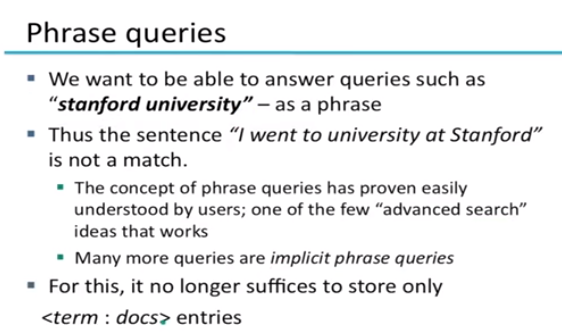 Phrase queries
We want to be able to answer queries such as
“stanford university” – as a phrase
Thus the sentence “I went to university at Stanford”
is not a match.
The concept of phrase queries has proven easily
understood by users; one of the few “advanced search”
ideas that works
Many more queries are implicit phrase queries
For this, it no longer suffices to store only
<term : docs> entries